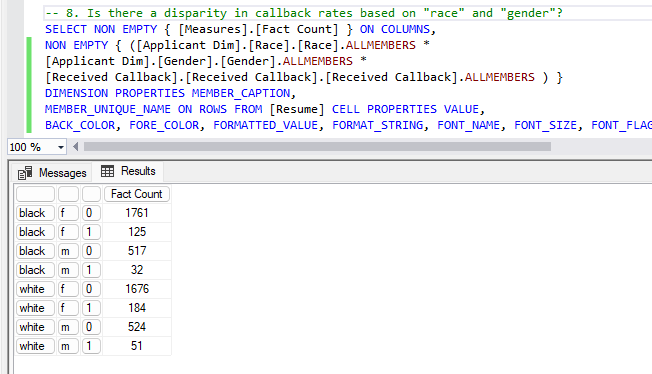 -- 8. Is there a disparity in callback rates based on "race" and "gender"?
SELECT NON EMPTY { [Measures].[Fact Count] } ON COLUMNS,
NON EMPTY { ([Applicant Dim].[Race].[Race].ALLMEMBERS *
[Applicant Dim].[Gender].[Gender].ALLMEMBERS *
[Received Callback].[Received Callback].[Received Callback].ALLMEMBERS ) }
DIMENSION PROPERTIES MEMBER_CAPTION,
MEMBER_UNIQUE_NAME ON ROWS FROM [Resume] CELL PROPERTIES VALUE,
BACK_COLOR, FORE_COLOR, FORMATTED_VALUE, FORMAT_STRING, FONT_NAME, FONT_SIZE, FONT_FLAG
100 %
Messages Results
Fact Count
black f 0 1761
black f 1 125
black m 0 517
black m 1 32
white f 0 1676
white f 1 184
white m 0 524
white m 1 51